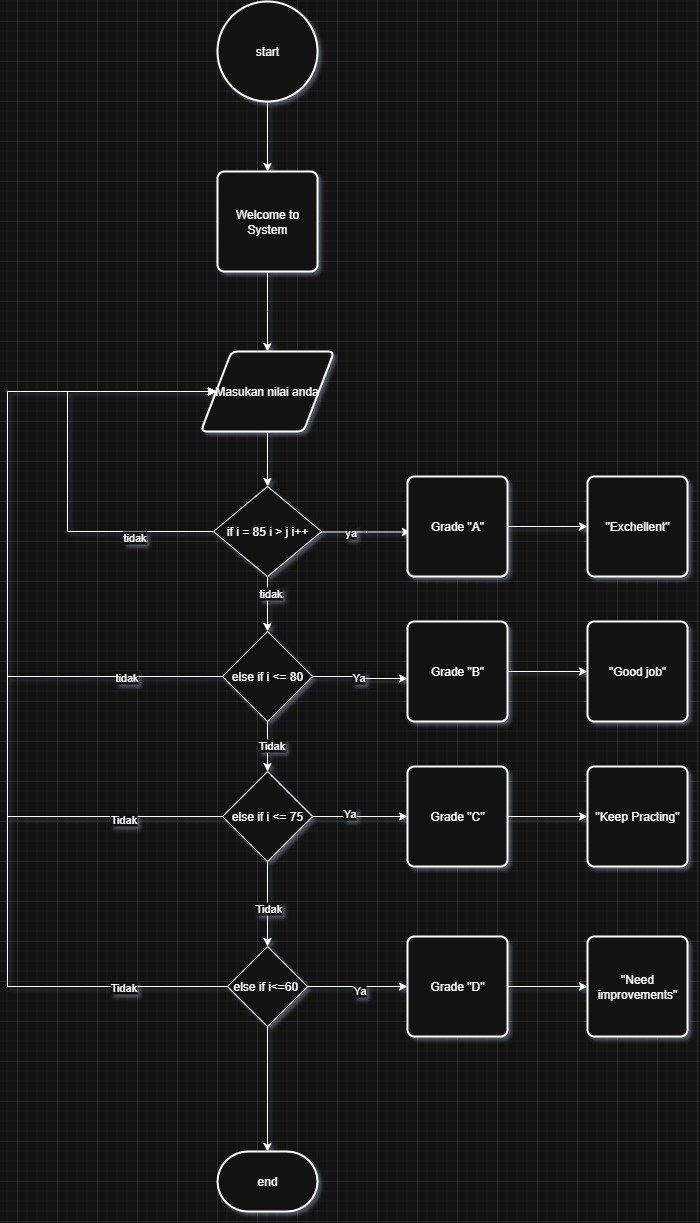 start
Welcome to
System
Masukan nilai anda
if i = 85 i > j i++
ya
Grade "A"
"Exchellent"
tidak
tidak
else if i <= 80
Ya
Grade "B"
"Good job"
tidak
Tidak
else if i <= 75
Ya
Grade "C"
"Keep Practing"
Tidak
Tidak
else if i<=60
Ya
Grade "D"
"Need
improvements"
Tidak
end